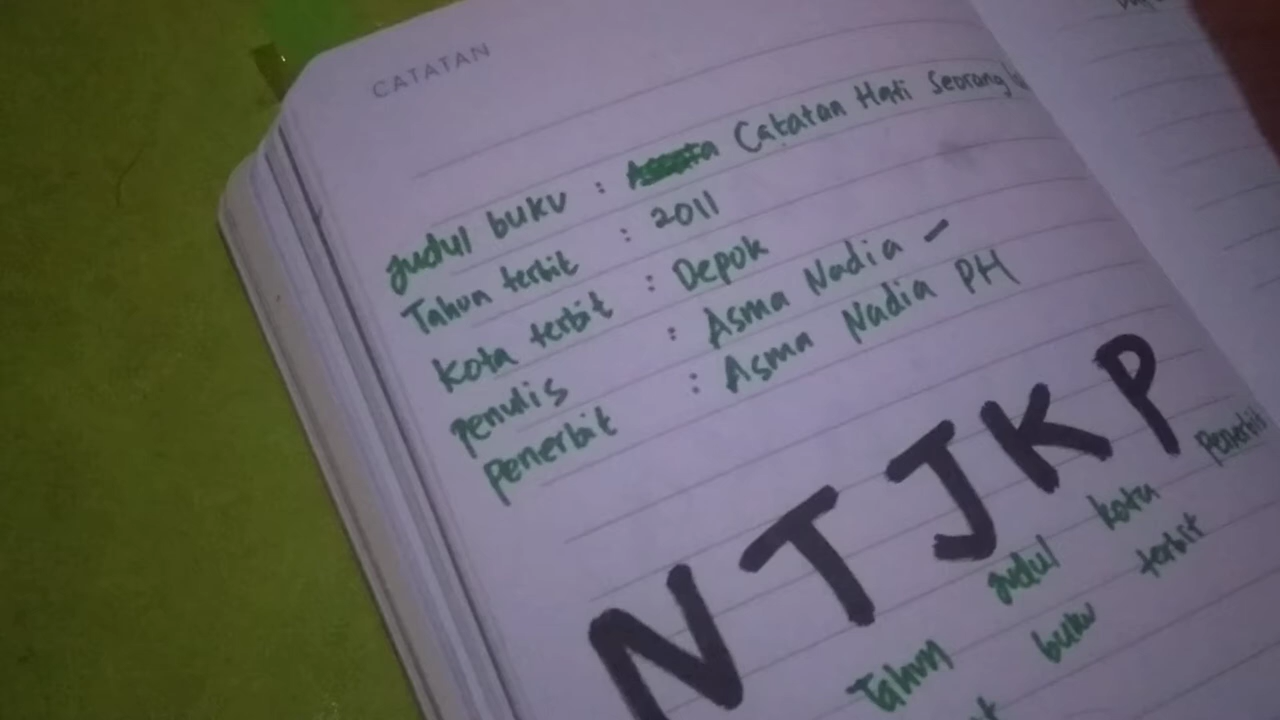 CATATAN
Judul buku : Catatan Hati Seorang
Tahun terbit : 2011
Kota terbit : Depok
Penulis : Asma Nadia -
Penerbit : Asma Nadia PH
N T J K P
Tahun Judul kota Penerbit
buku terbit